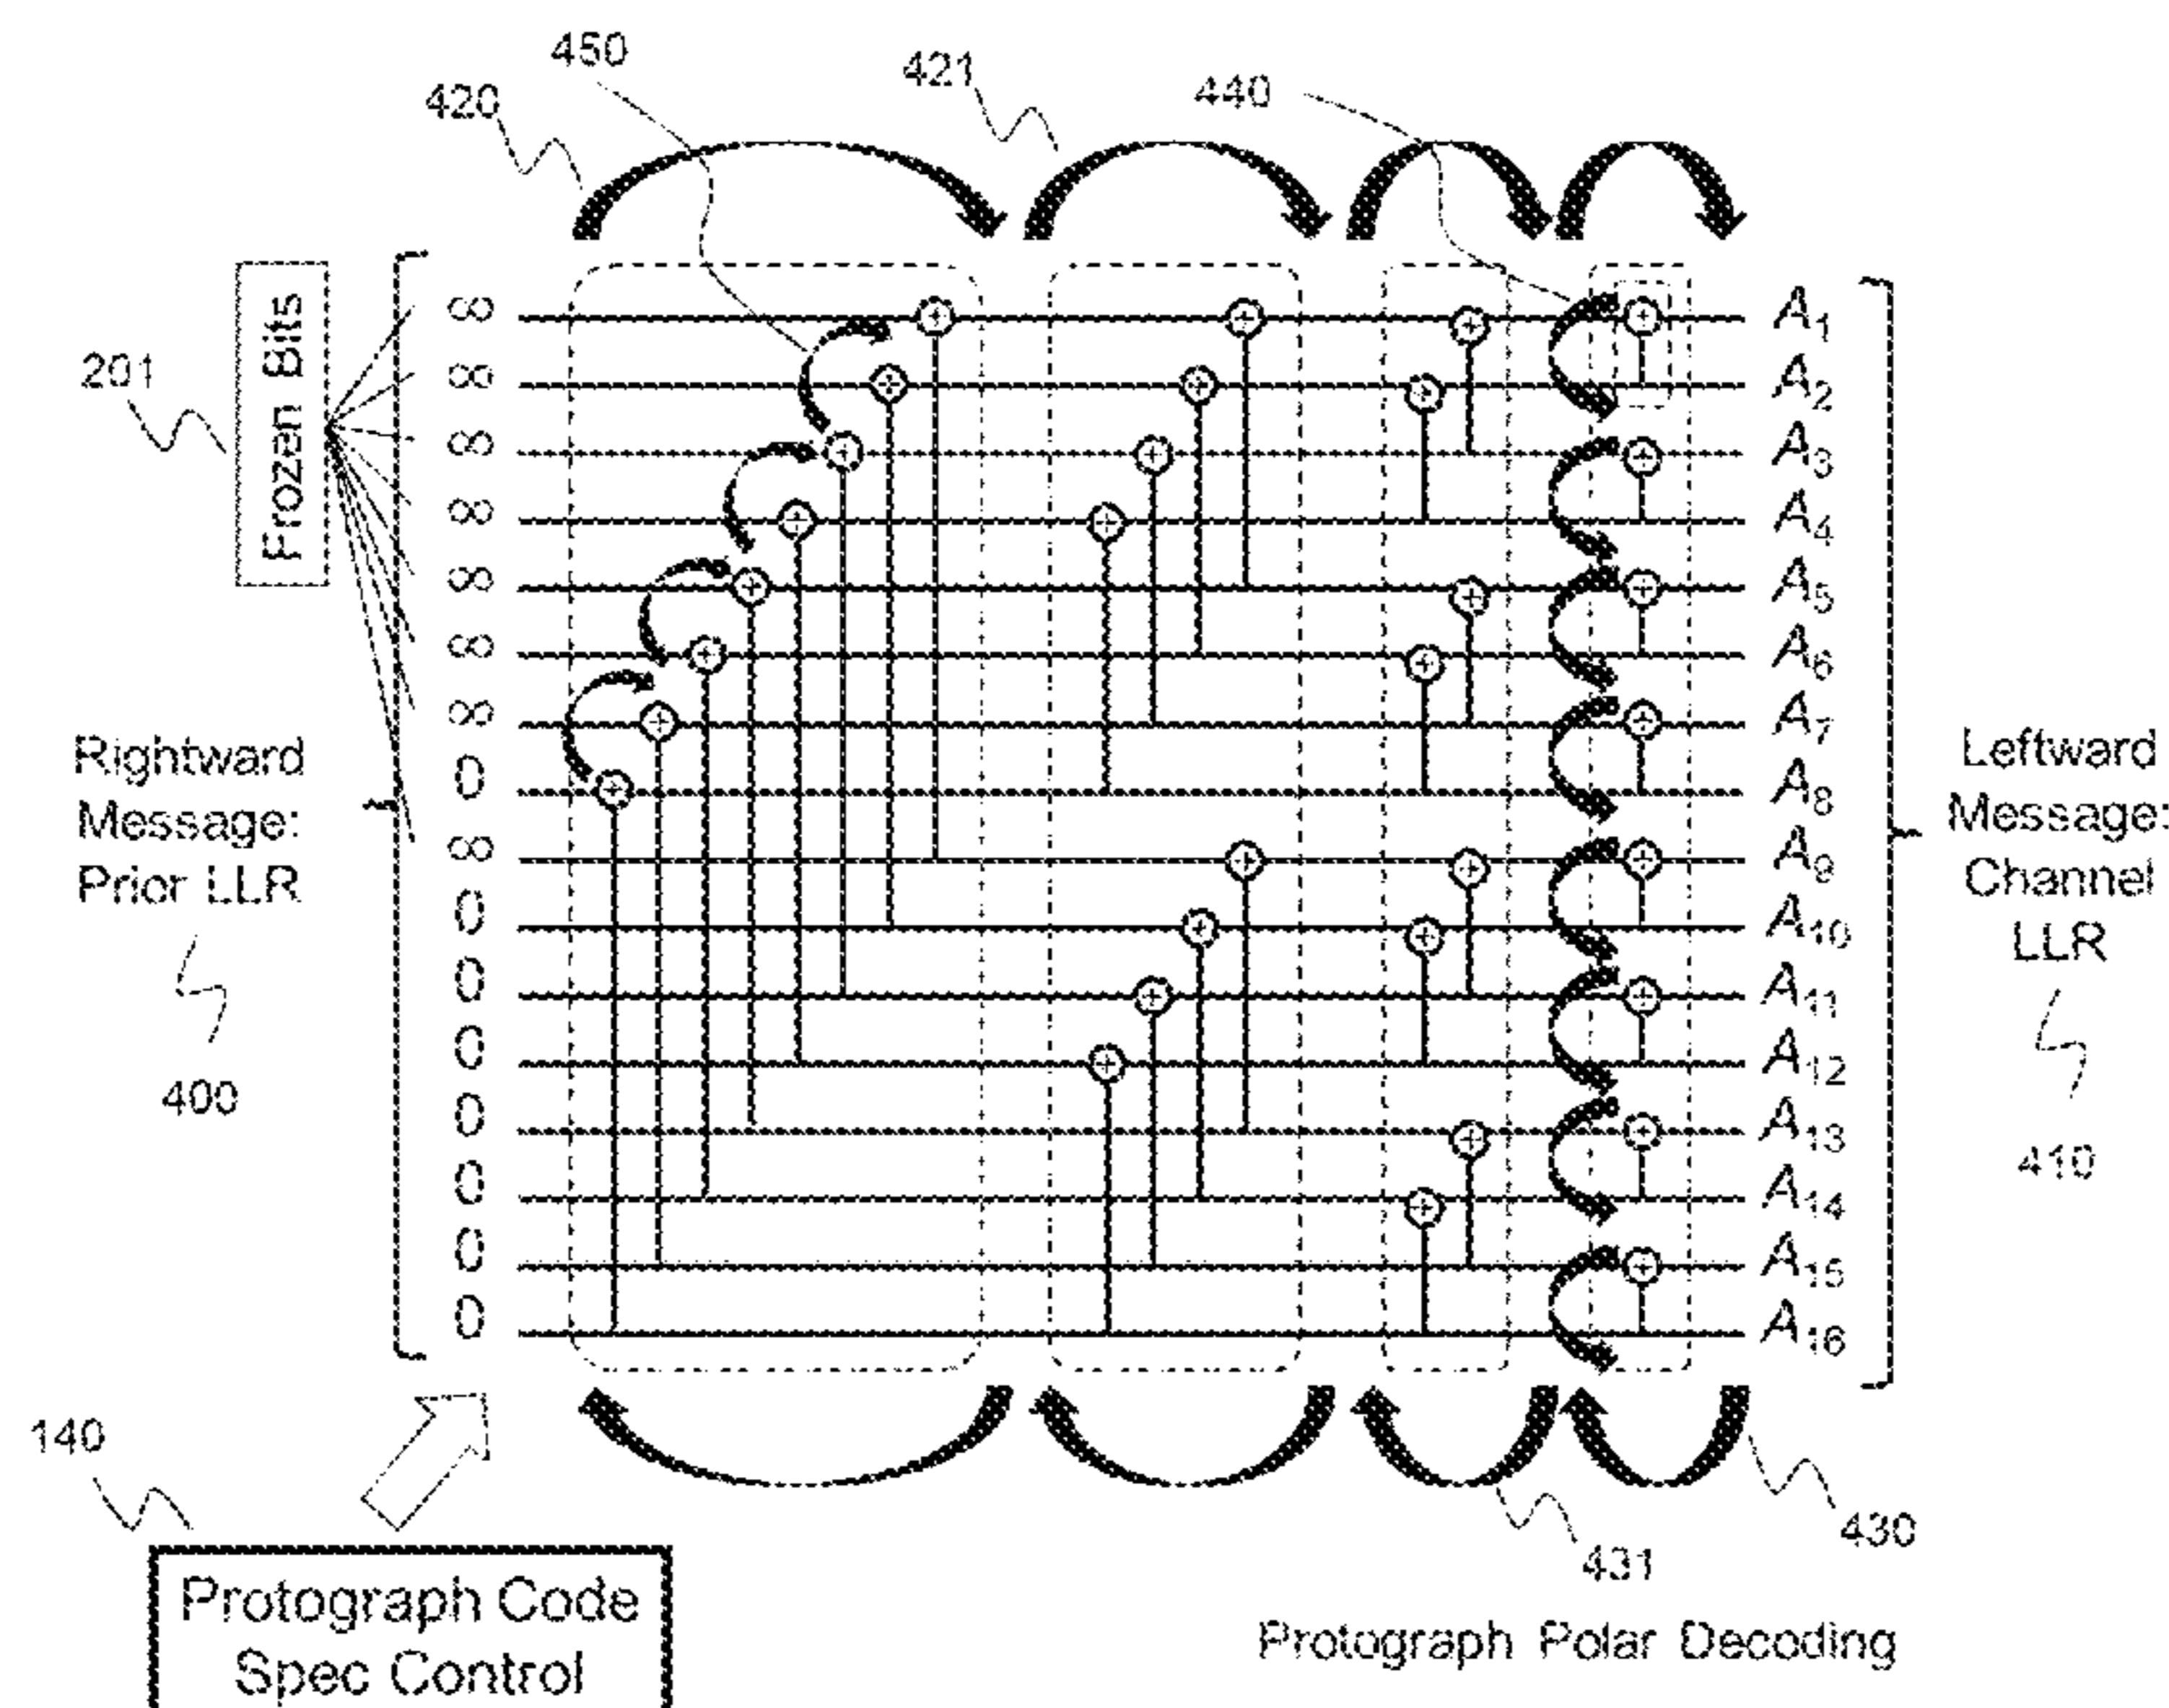 450
420
421
440
201
Frozen Bits
∞ A1
∞ A2
∞ A3
∞ A4
∞ A5
∞ A6
∞ A7
0 A8
∞ A9
0 A10
0 A11
0 A12
0 A13
0 A14
0 A15
0 A16
Rightward
Message:
Prior LLR
400
Leftward
Message:
Channel
LLR
410
140
430
431
Protograph Code
Spec Control
Protograph Polar Decoding